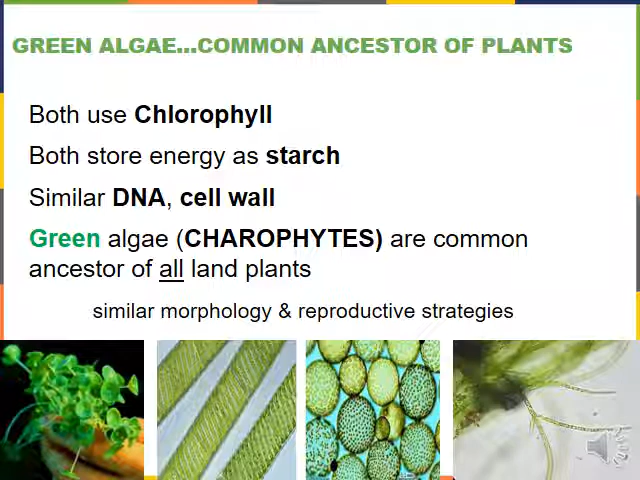 GREEN ALGAE...COMMON ANCESTOR OF PLANTS
Both use Chlorophyll
Both store energy as starch
Similar DNA, cell wall
Green algae (CHAROPHYTES) are common
ancestor of all land plants
similar morphology & reproductive strategies